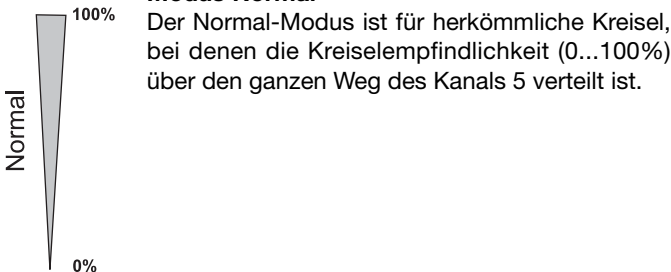 Modus Normal
100%
Der Normal-Modus ist für herkömmliche Kreisel,
bei denen die Kreiselempfindlichkeit (0...100%)
über den ganzen Weg des Kanals 5 verteilt ist.
Normal
0%